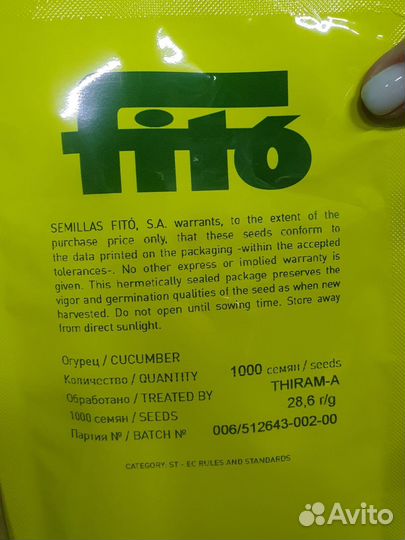 fitó
SEMILLAS FITÓ, S.A. warrants, to the extent of the
purchase price only, that these seeds conform to
the data printed on the packaging -within the accepted
tolerances-. No other express or implied warranty is
given. This hermetically sealed package preserves the
vigor and germination qualities of the seed as when new
harvested. Do not open until sowing time. Store away
from direct sunlight.
Огурец / CUCUMBER
Количество / QUANTITY 1000 семян / seeds
Обработано / TREATED BY THIRAM-A
1000 семян / SEEDS 28,6 г/g
Партия № / BATCH № 006/512643-002-00
CATEGORY: ST - EC RULES AND STANDARDS
Avito